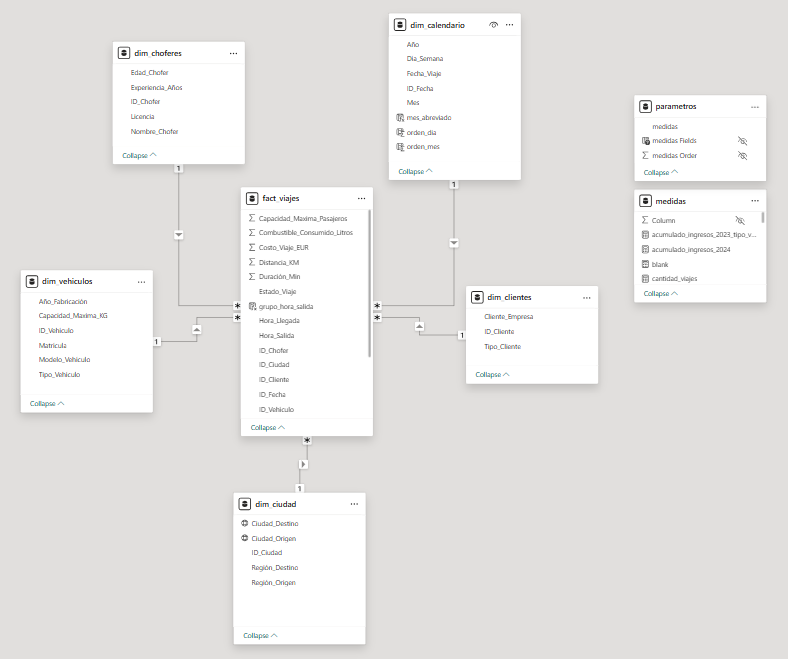 dim_choferes
Edad_Chofer
Experiencia_Años
ID_Chofer
Licencia
Nombre_Chofer
Collapse
dim_calendario
Año
Dia_Semana
Fecha_Viaje
ID_Fecha
Mes
mes_abreviado
orden_dia
orden_mes
Collapse
parametros
medidas
medidas Fields
medidas Order
Collapse
medidas
Column
acumulado_ingresos_2023_tipo_v...
acumulado_ingresos_2024
blank
cantidad_viajes
Collapse
1
1
fact_viajes
Capacidad_Maxima_Pasajeros
Combustible_Consumido_Litros
Costo_Viaje_EUR
Distancia_KM
Duración_Min
Estado_Viaje
grupo_hora_salida
Hora_Llegada
Hora_Salida
ID_Chofer
ID_Ciudad
ID_Cliente
ID_Fecha
ID_Vehiculo
Collapse
*
*
*
*
dim_vehiculos
Año_Fabricación
Capacidad_Maxima_KG
ID_Vehiculo
Matricula
Modelo_Vehiculo
Tipo_Vehiculo
Collapse
1
dim_clientes
Cliente_Empresa
ID_Cliente
Tipo_Cliente
Collapse
1
*
1
dim_ciudad
Ciudad_Destino
Ciudad_Origen
ID_Ciudad
Región_Destino
Región_Origen
Collapse